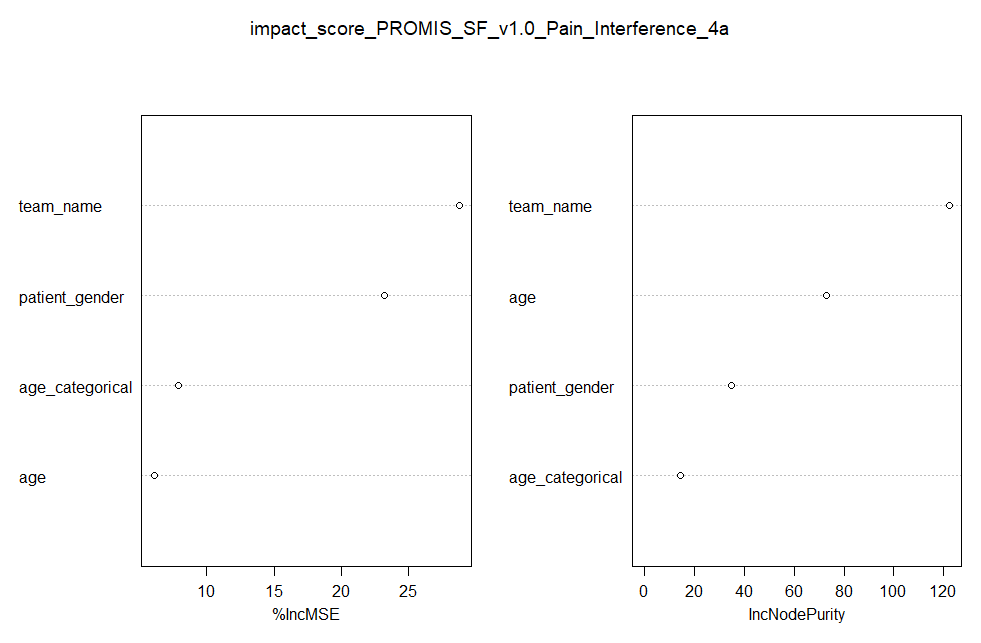 impact_score_PROMIS_SF_v1.0_Pain_Interference_4a
team_name
patient_gender
age_categorical
age
10 15 20 25
%IncMSE
team_name
age
patient_gender
age_categorical
0 20 40 60 80 100 120
IncNodePurity